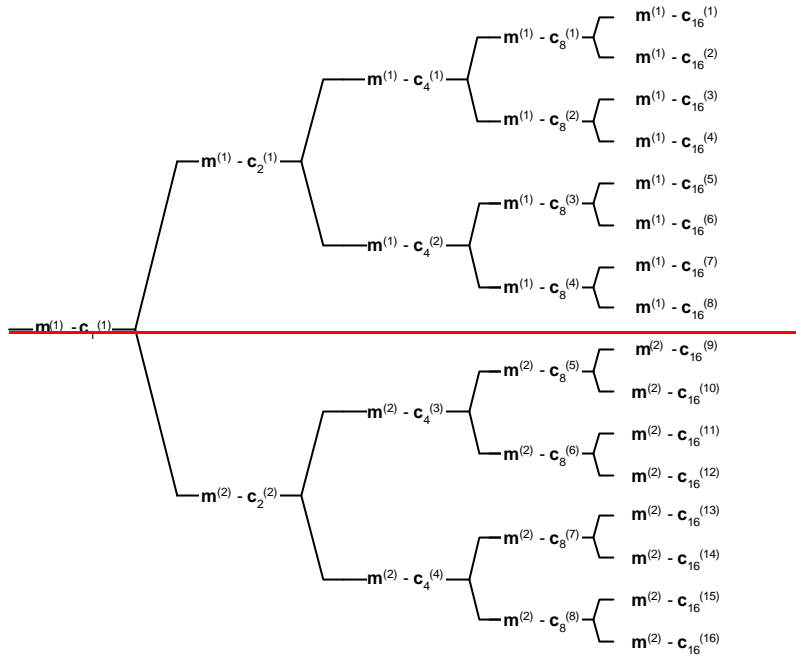 m(1) - c16(1)
m(1) - c8(1)
m(1) - c16(2)
m(1) - c4(1)
m(1) - c16(3)
m(1) - c8(2)
m(1) - c16(4)
m(1) - c2(1)
m(1) - c16(5)
m(1) - c8(3)
m(1) - c16(6)
m(1) - c4(2)
m(1) - c16(7)
m(1) - c8(4)
m(1) - c16(8)
m(1) - c1(1)
m(2) - c16(9)
m(2) - c8(5)
m(2) - c16(10)
m(2) - c4(3)
m(2) - c16(11)
m(2) - c8(6)
m(2) - c16(12)
m(2) - c2(2)
m(2) - c16(13)
m(2) - c8(7)
m(2) - c16(14)
m(2) - c4(4)
m(2) - c16(15)
m(2) - c8(8)
m(2) - c16(16)